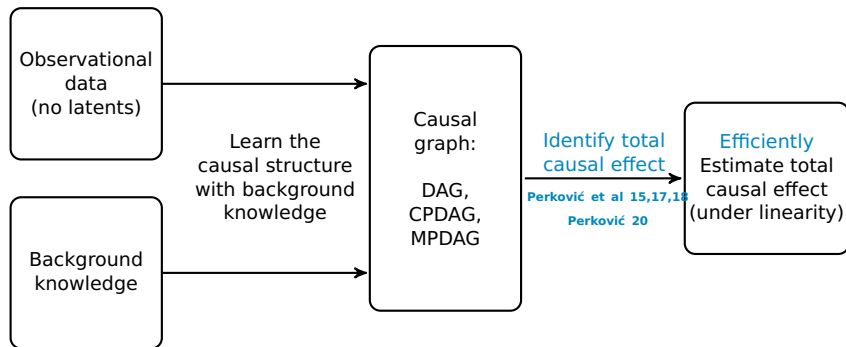 Observational
data
(no latents)
Background
knowledge
Learn the
causal structure
with background
knowledge
Causal
graph:
DAG,
CPDAG,
MPDAG
Identify total
causal effect
Perković et al 15,17,18
Perković 20
Efficiently
Estimate total
causal effect
(under linearity)